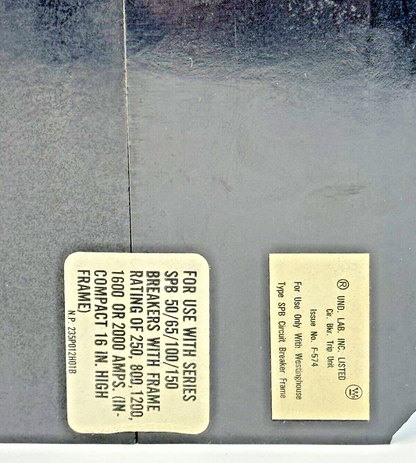 FOR USE WITH SERIES
SPB 50/65/100/150
BREAKERS WITH FRAME
RATING OF 250, 800, 1200,
1600 OR 2000 AMPS. (IN-
COMPACT 16 IN. HIGH
FRAME)
N.P. 235P012H01B
® UND. LAB. INC. LISTED
Cir. Bkr. Trip Unit
Issue No. F-574
For Use Only With Westinghouse
Type SPB Circuit Breaker Frame